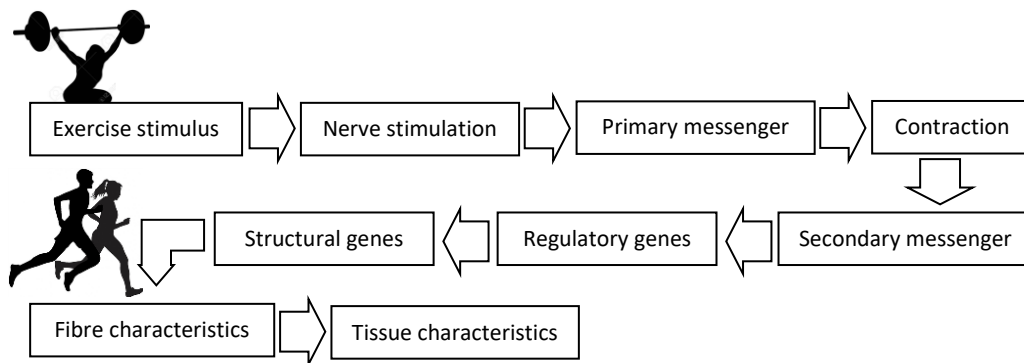 Exercise stimulus
Nerve stimulation
Primary messenger
Contraction
Secondary messenger
Regulatory genes
Structural genes
Fibre characteristics
Tissue characteristics